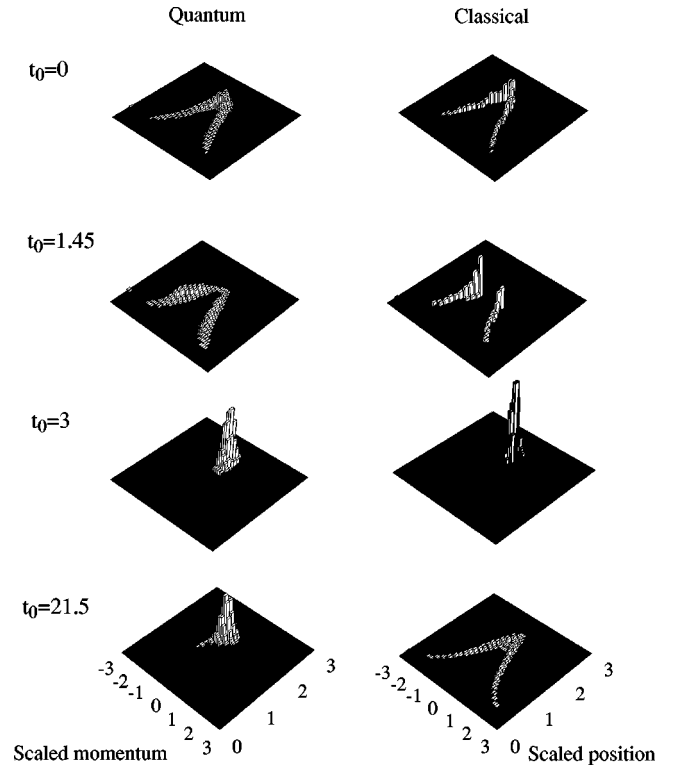 Quantum
Classical
t0=0
t0=1.45
t0=3
t0=21.5
-3
-2
-1
0
1
2
3
0
1
2
3
-3
-2
-1
0
1
2
3
0
1
2
3
Scaled momentum
Scaled position